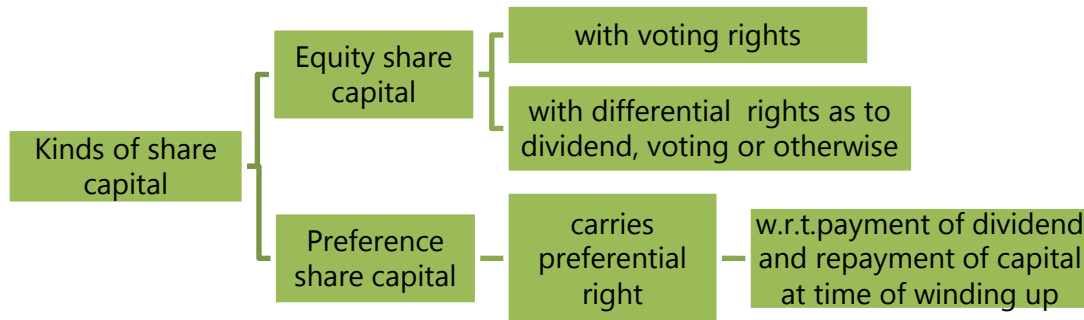 Kinds of share
capital
Equity share
capital
with voting rights
with differential rights as to
dividend, voting or otherwise
Preference
share capital
carries
preferential
right
w.r.t.payment of dividend
and repayment of capital
at time of winding up